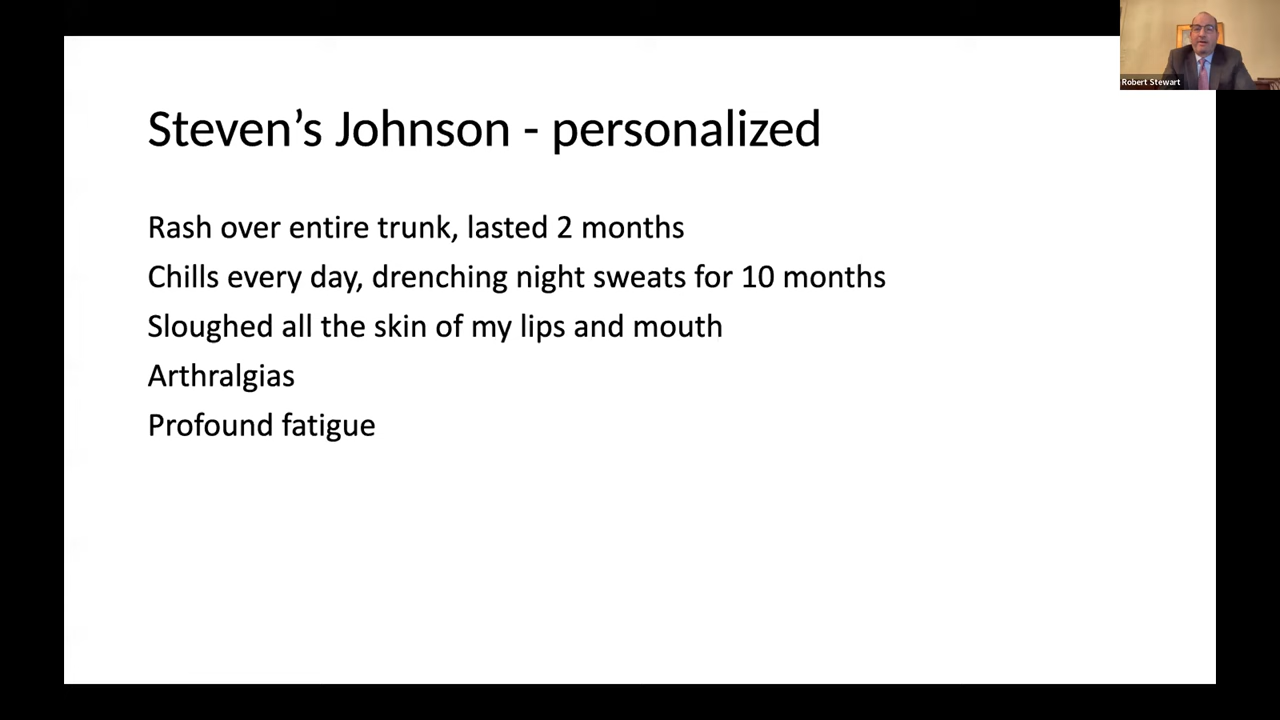 Robert Stewart
Steven’s Johnson - personalized
Rash over entire trunk, lasted 2 months
Chills every day, drenching night sweats for 10 months
Sloughed all the skin of my lips and mouth
Arthralgias
Profound fatigue